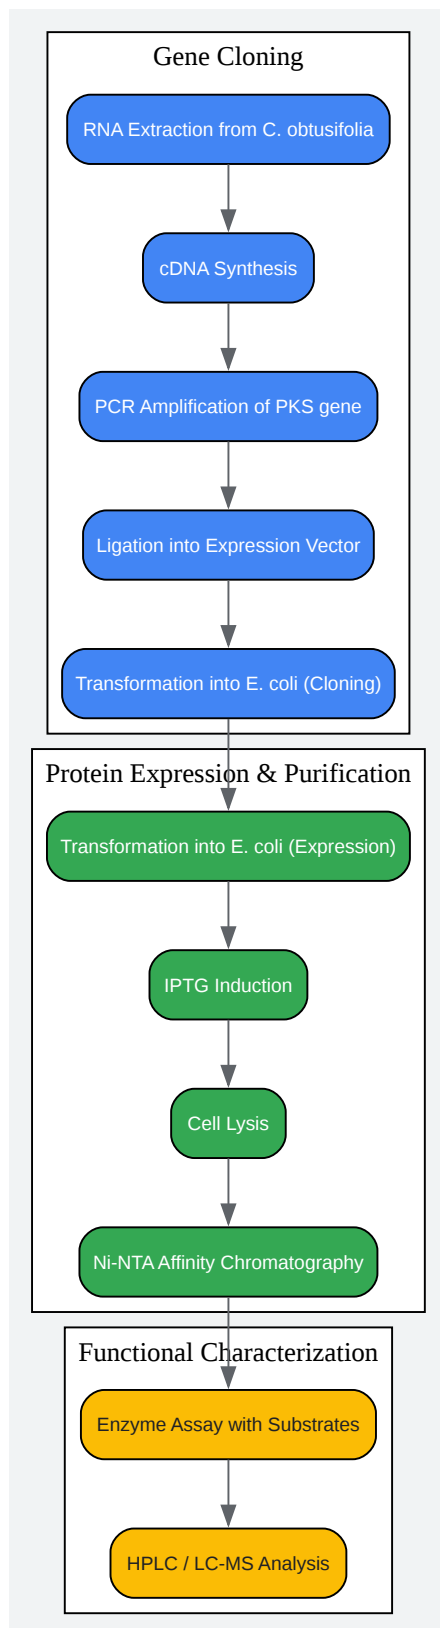 Gene Cloning
RNA Extraction from C. obtusifolia
cDNA Synthesis
PCR Amplification of PKS gene
Ligation into Expression Vector
Transformation into E. coli (Cloning)
Protein Expression & Purification
Transformation into E. coli (Expression)
IPTG Induction
Cell Lysis
Ni-NTA Affinity Chromatography
Functional Characterization
Enzyme Assay with Substrates
HPLC / LC-MS Analysis